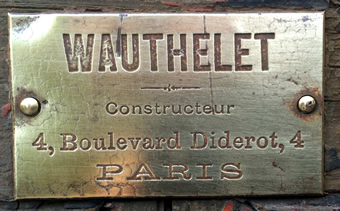 WAUTHELET
Constructeur
4, Boulevard Diderot, 4
PARIS